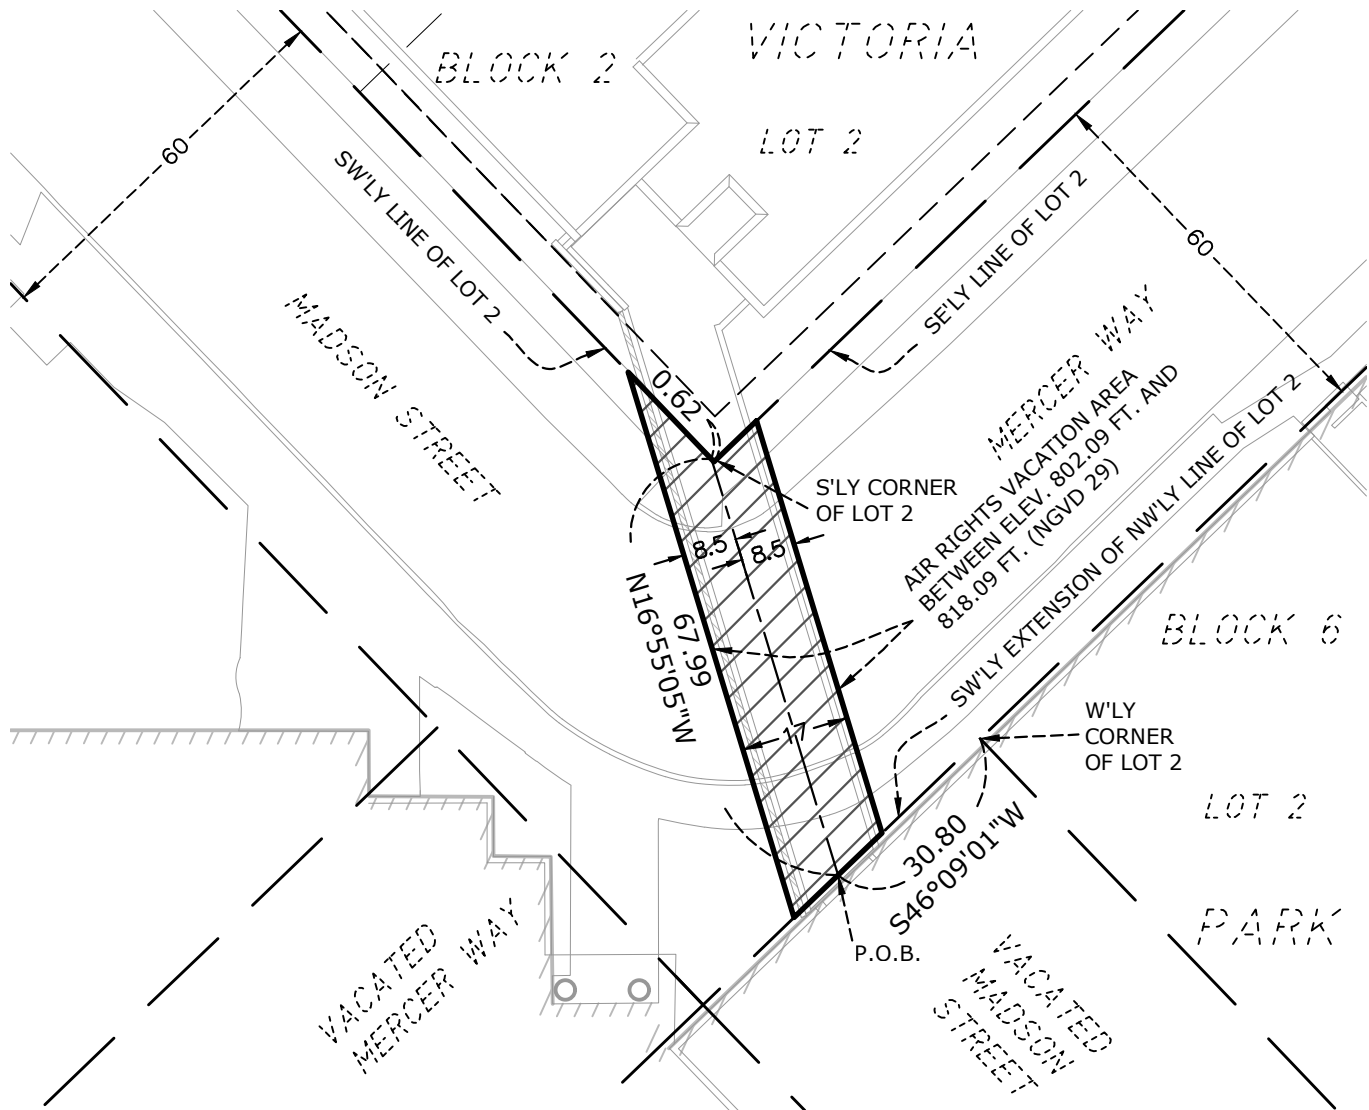 VICTORIA
BLOCK 2
LOT 2
60
SW'LY LINE OF LOT 2
SE'LY LINE OF LOT 2
60
MADSON STREET
MERCER WAY
0.62
AIR RIGHTS VACATION AREA
BETWEEN ELEV. 802.09 FT. AND
818.09 FT. (NGVD 29)
S'LY CORNER
OF LOT 2
8.5
8.5
67.99
N16°55'05"W
17
SW'LY EXTENSION OF NW'LY LINE OF LOT 2
BLOCK 6
W'LY
CORNER
OF LOT 2
LOT 2
30.80
S46°09'01"W
P.O.B.
PARK
VACATED
MERCER WAY
VACATED
MADSON
STREET